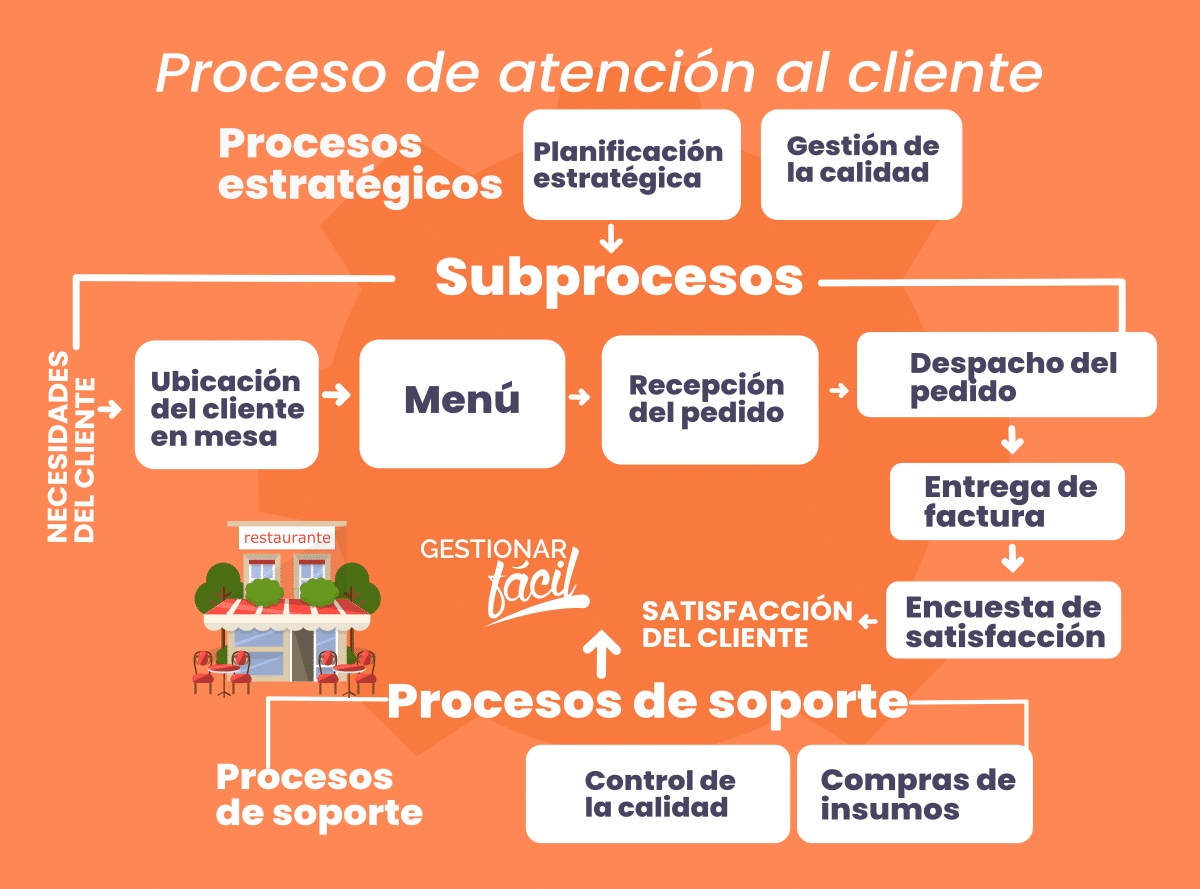 Proceso de atención al cliente
Procesos
estratégicos
Planificación
estratégica
Gestión de
la calidad
Subprocesos
NECESIDADES
DEL CLIENTE
Ubicación
del cliente
en mesa
Menú
Recepción
del pedido
Despacho del
pedido
Entrega de
factura
Encuesta de
satisfacción
SATISFACCIÓN
DEL CLIENTE
restaurante
GESTIONAR
fácil
Procesos de soporte
Procesos
de soporte
Control de
la calidad
Compras de
insumos